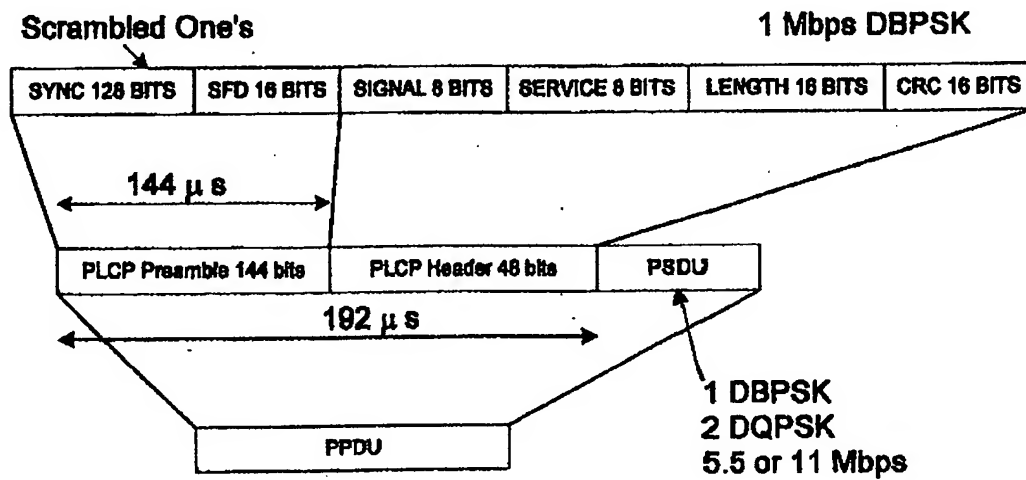 Scrambled One's
1 Mbps DBPSK
SYNC 128 BITS SFD 16 BITS SIGNAL 8 BITS SERVICE 8 BITS LENGTH 16 BITS CRC 16 BITS
144 μ s
PLCP Preamble 144 bits PLCP Header 48 bits PSDU
192 μ s
1 DBPSK
2 DQPSK
5.5 or 11 Mbps
PPDU